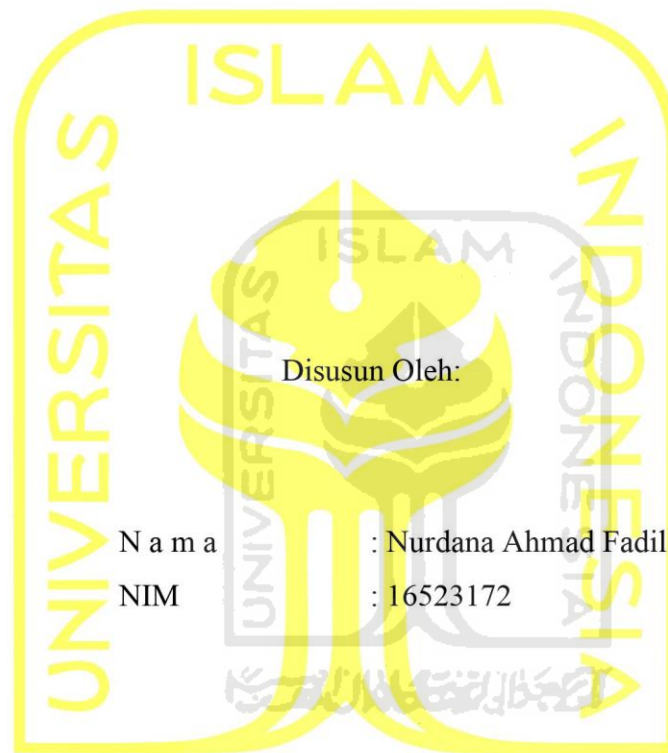 ISLAM
UNIVERSITAS
INDONESIA
ISLAM
UNIVERSITAS
INDONESIA
Disusun Oleh:
N a m a : Nurdana Ahmad Fadil
NIM : 16523172